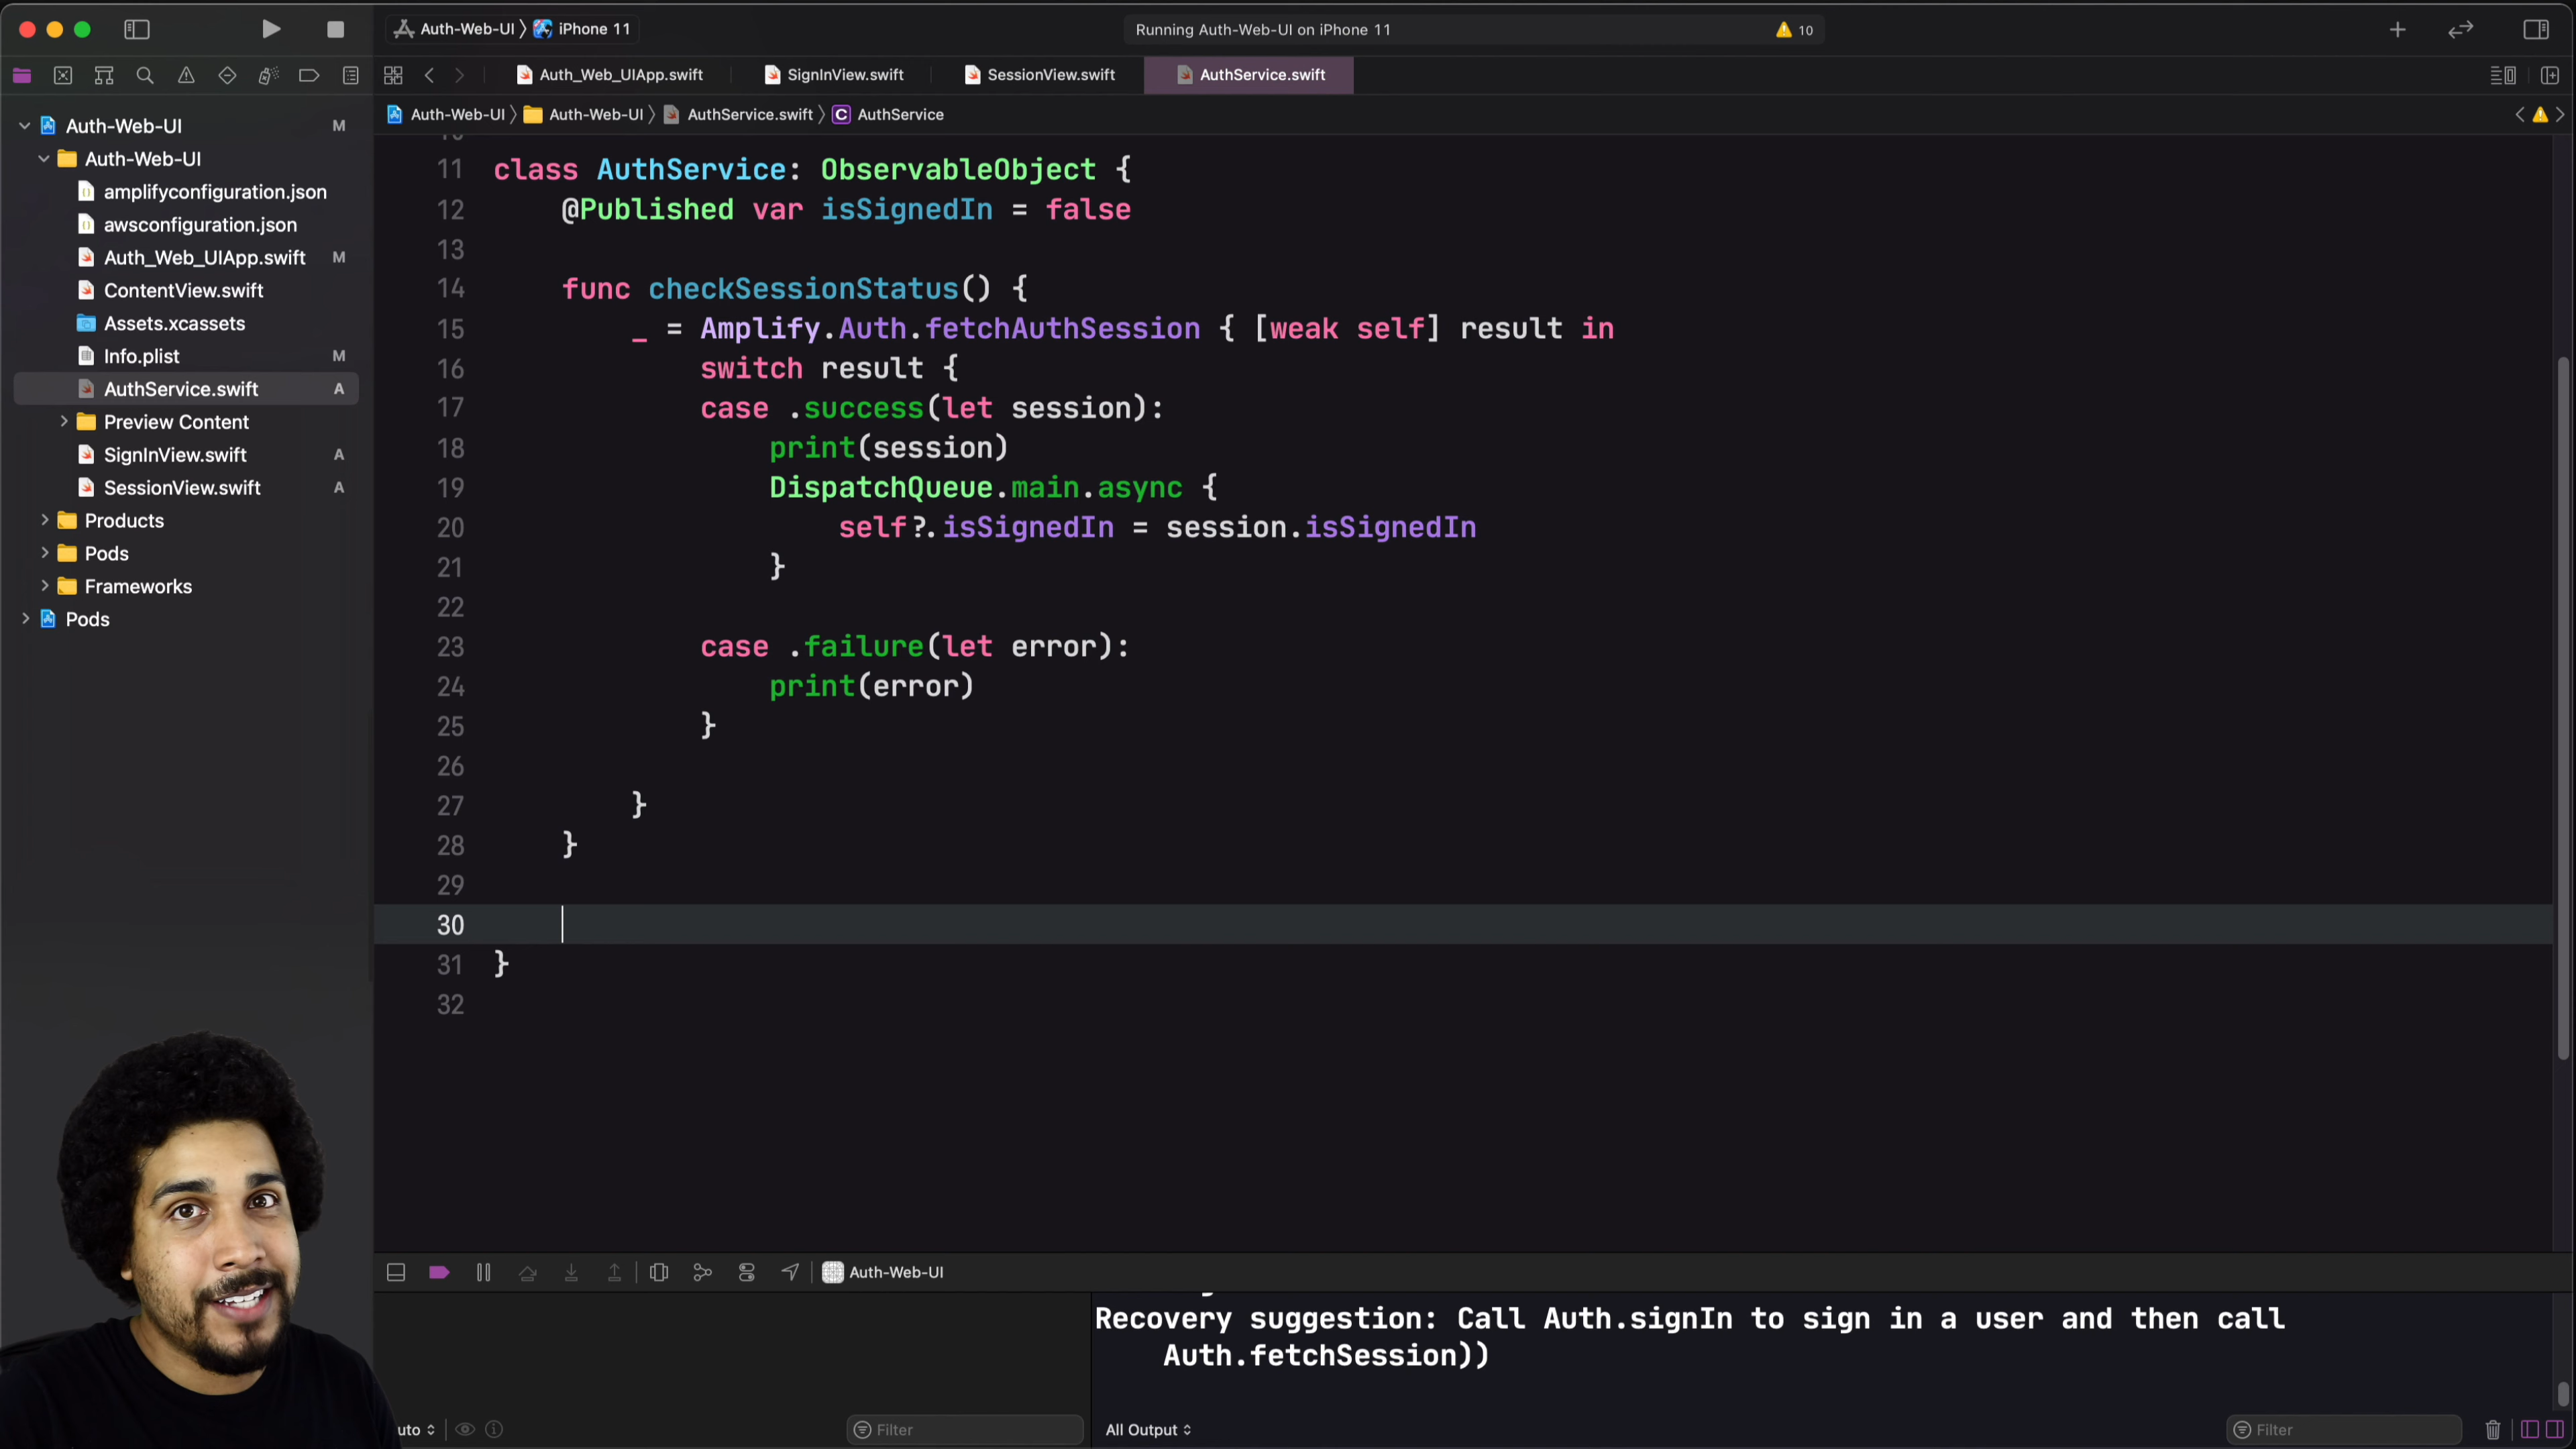 Auth-Web-UI
iPhone 11
Running Auth-Web-UI on iPhone 11
10
Auth_Web_UIApp.swift
SignInView.swift
SessionView.swift
AuthService.swift
Auth-Web-UI
Auth-Web-UI
AuthService.swift
C AuthService
Auth-Web-UI M
Auth-Web-UI
amplifyconfiguration.json
awsconfiguration.json
Auth_Web_UIApp.swift M
ContentView.swift
Assets.xcassets
Info.plist M
AuthService.swift A
Preview Content
SignInView.swift A
SessionView.swift A
Products
Pods
Frameworks
Pods
11 class AuthService: ObservableObject {
12 @Published var isSignedIn = false
13
14 func checkSessionStatus() {
15 _ = Amplify.Auth.fetchAuthSession { [weak self] result in
16 switch result {
17 case .success(let session):
18 print(session)
19 DispatchQueue.main.async {
20 self?.isSignedIn = session.isSignedIn
21 }
22
23 case .failure(let error):
24 print(error)
25 }
26
27 }
28 }
29
30
31 }
32
Auth-Web-UI
Recovery suggestion: Call Auth.signIn to sign in a user and then call
Auth.fetchSession))
uto
Filter
All Output
Filter